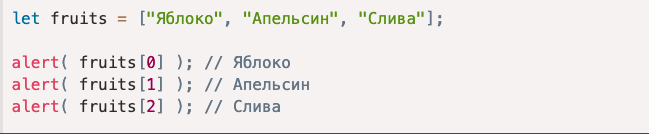 let fruits = ["Яблоко", "Апельсин", "Слива"];
alert( fruits[0] ); // Яблоко
alert( fruits[1] ); // Апельсин
alert( fruits[2] ); // Слива